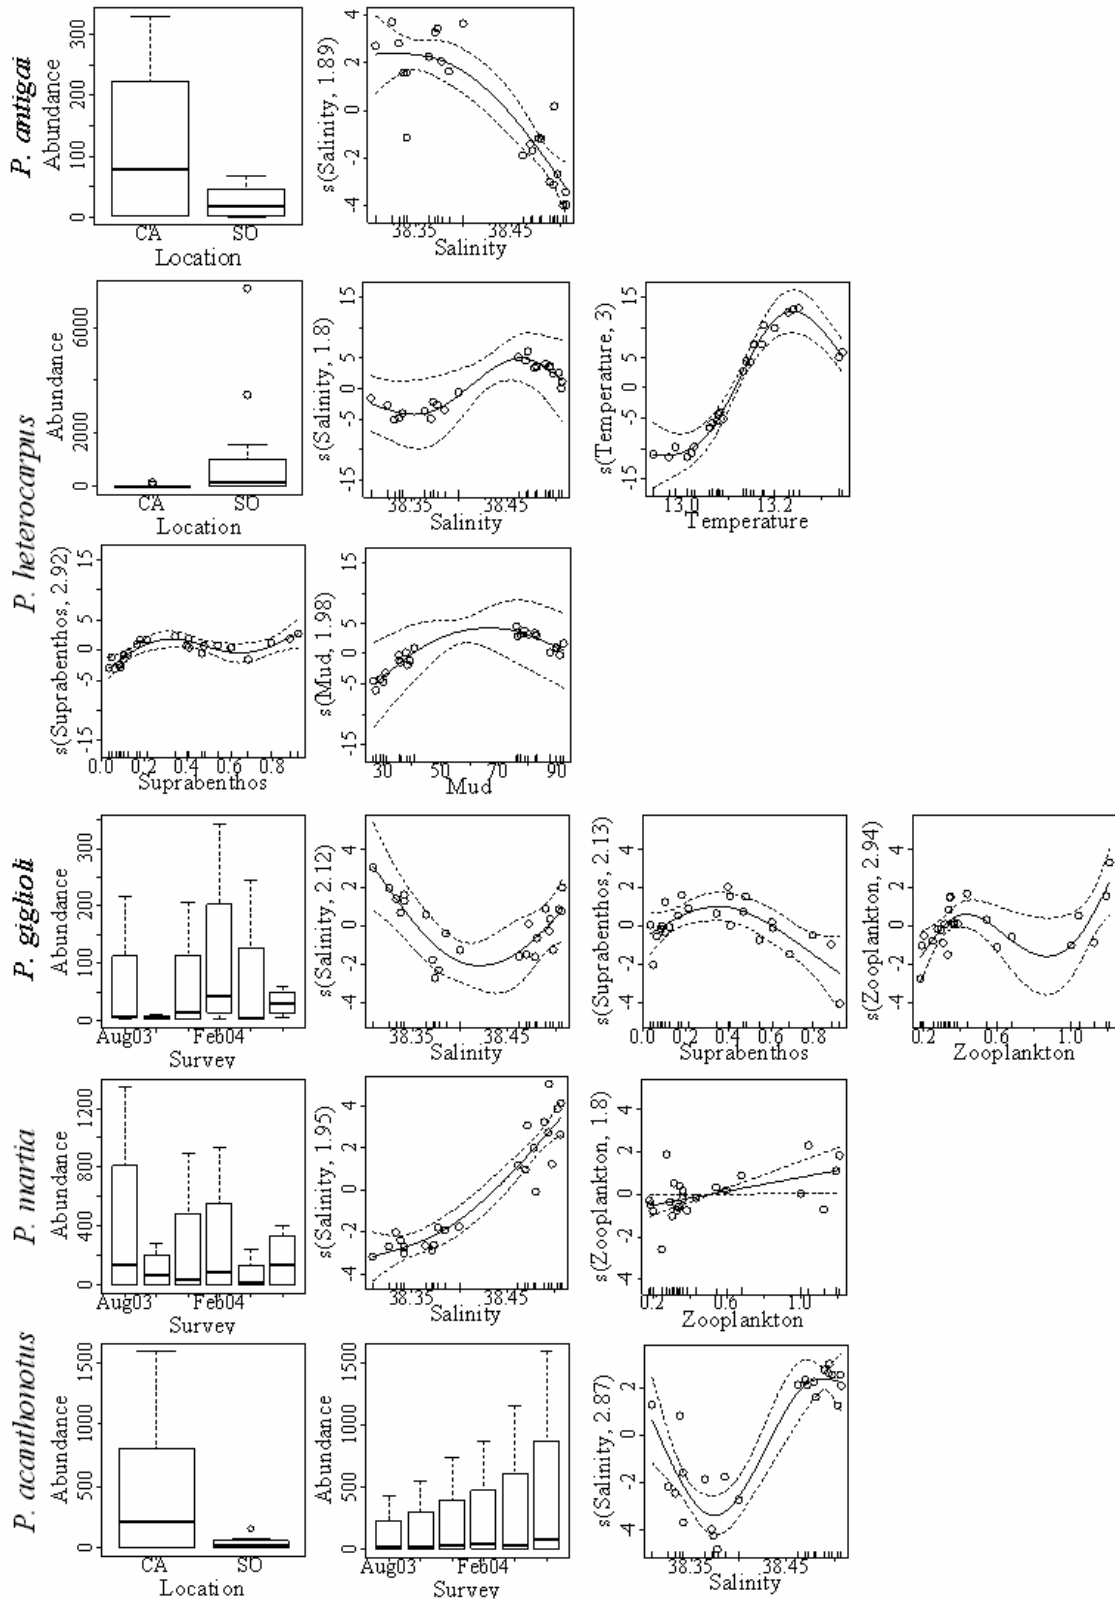 P. antigai
Abundance
0 100 300
CA SO
Location
s(Salinity, 1.89)
-4 -2 0 2 4
38.35 38.45
Salinity
P. heterocarpus
Abundance
0 2000 6000
CA SO
Location
s(Salinity, 1.8)
-15 -5 0 5 15
38.35 38.45
Salinity
s(Temperature, 3)
-15 -5 0 5 15
13.0 13.2
Temperature
s(Suprabenthos, 2.92)
-15 -5 0 5 15
0.0 0.2 0.4 0.6 0.8
Suprabenthos
s(Mud, 1.98)
-15 -5 0 5 15
30 50 70 90
Mud
P. giglioli
Abundance
0 100 200 300
Aug03 Feb04
Survey
s(Salinity, 2.12)
-4 -2 0 2 4
38.35 38.45
Salinity
s(Suprabenthos, 2.13)
-4 -2 0 2 4
0.0 0.2 0.4 0.6 0.8
Suprabenthos
s(Zooplankton, 2.94)
-4 -2 0 2 4
0.2 0.6 1.0
Zooplankton
P. martia
Abundance
0 400 800 1200
Aug03 Feb04
Survey
s(Salinity, 1.95)
-4 -2 0 2 4
38.35 38.45
Salinity
s(Zooplankton, 1.8)
-4 -2 0 2 4
0.2 0.6 1.0
Zooplankton
P. acanthonotus
Abundance
0 500 1000 1500
CA SO
Location
Abundance
0 500 1000 1500
Aug03 Feb04
Survey
s(Salinity, 2.87)
-4 -2 0 2
38.35 38.45
Salinity